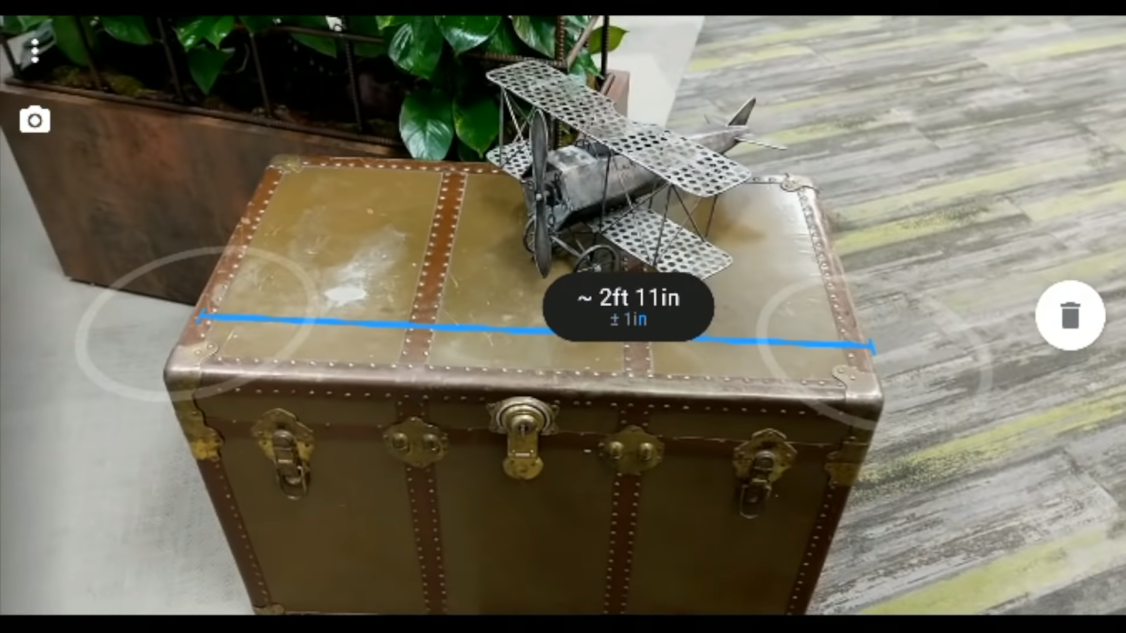 ~ 2ft 11in
± 1in